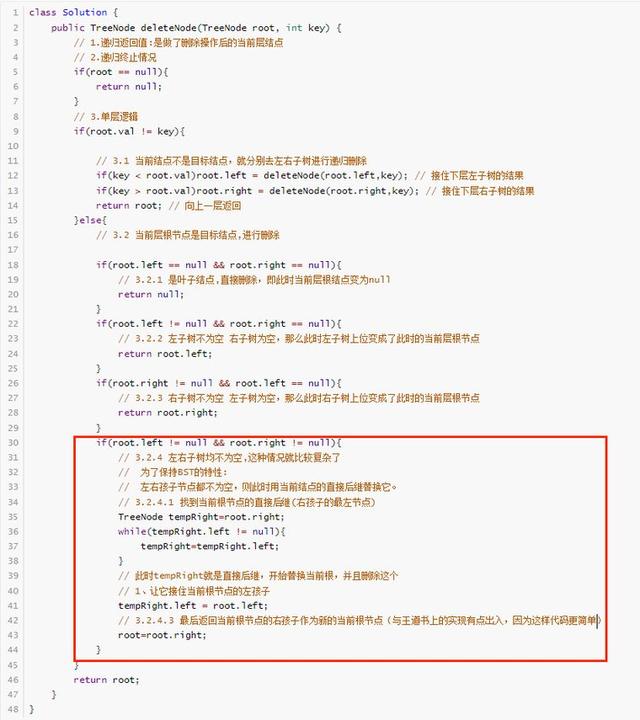 1 class Solution {
2 public TreeNode deleteNode(TreeNode root, int key) {
3 // 1.递归返回值:是做了删除操作后的当前层结点
4 // 2.递归终止情况
5 if(root == null){
6 return null;
7 }
8 // 3.单层逻辑
9 if(root.val != key){
10
11 // 3.1 当前结点不是目标结点，就分别去左右子树进行递归删除
12 if(key < root.val)root.left = deleteNode(root.left,key); // 接住下层左子树的结果
13 if(key > root.val)root.right = deleteNode(root.right,key); // 接住下层右子树的结果
14 return root; // 向上一层返回
15 }else{
16 // 3.2 当前层根节点是目标结点,进行删除
17
18 if(root.left == null && root.right == null){
19 // 3.2.1 是叶子结点,直接删除，即此时当前层根结点变为null
20 return null;
21 }
22 if(root.left != null && root.right == null){
23 // 3.2.2 左子树不为空 右子树为空，那么此时左子树上位变成了此时的当前层根节点
24 return root.left;
25 }
26 if(root.right != null && root.left == null){
27 // 3.2.3 右子树不为空 左子树为空，那么此时右子树上位变成了此时的当前层根节点
28 return root.right;
29 }
30 if(root.left != null && root.right != null){
31 // 3.2.4 左右子树均不为空,这种情况就比较复杂了
32 // 为了保持BST的特性:
33 // 左右孩子节点都不为空，则此时用当前结点的直接后继替换它。
34 // 3.2.4.1 找到当前根节点的直接后继(右孩子的最左节点)
35 TreeNode tempRight=root.right;
36 while(tempRight.left != null){
37 tempRight=tempRight.left;
38 }
39 // 此时tempRight就是直接后继，开始替换当前根，并且删除这个
40 // 1、让它接住当前根节点的左孩子
41 tempRight.left = root.left;
42 // 3.2.4.3 最后返回当前根节点的右孩子作为新的当前根节点（与王道书上的实现有点出入，因为这样代码更简单）
43 root=root.right;
44 }
45 }
46 return root;
47 }
48 }